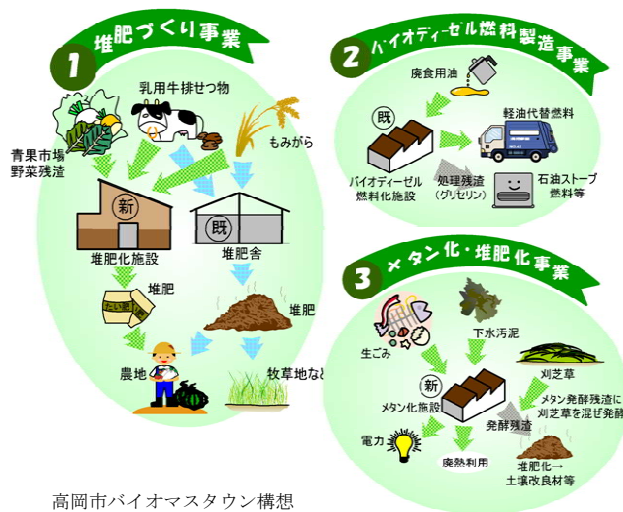 1 堆肥づくり事業
乳用牛排せつ物
もみがら
青果市場
野菜残渣
新
堆肥化施設
既
堆肥舎
堆肥
堆肥
農地
牧草地など
2 バイオディーゼル燃料製造事業
廃食用油
既
軽油代替燃料
バイオディーゼル
燃料化施設
処理残渣
(グリセリン)
石油ストーブ
燃料等
3 メタン化・堆肥化事業
生ごみ
下水汚泥
刈芝草
新
メタン化施設
メタン発酵残渣に
刈芝草を混ぜ発酵
発酵残渣
電力
廃熱利用
堆肥化→
土壌改良材等
高岡市バイオマスタウン構想